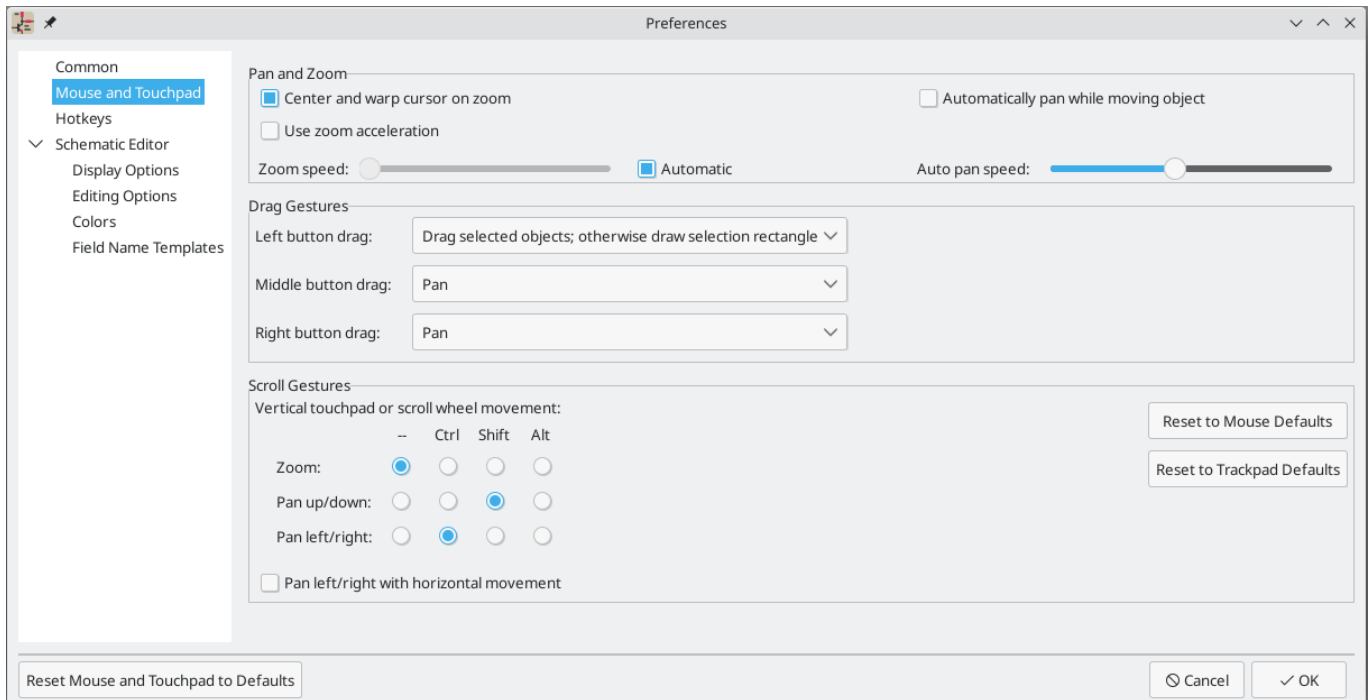 Preferences
Common
Mouse and Touchpad
Hotkeys
Schematic Editor
Display Options
Editing Options
Colors
Field Name Templates
Pan and Zoom
Center and warp cursor on zoom
Automatically pan while moving object
Use zoom acceleration
Zoom speed:
Automatic
Auto pan speed:
Drag Gestures
Left button drag: Drag selected objects; otherwise draw selection rectangle
Middle button drag: Pan
Right button drag: Pan
Scroll Gestures
Vertical touchpad or scroll wheel movement:
-- Ctrl Shift Alt
Zoom:
Pan up/down:
Pan left/right:
Pan left/right with horizontal movement
Reset to Mouse Defaults
Reset to Trackpad Defaults
Reset Mouse and Touchpad to Defaults
Cancel
OK